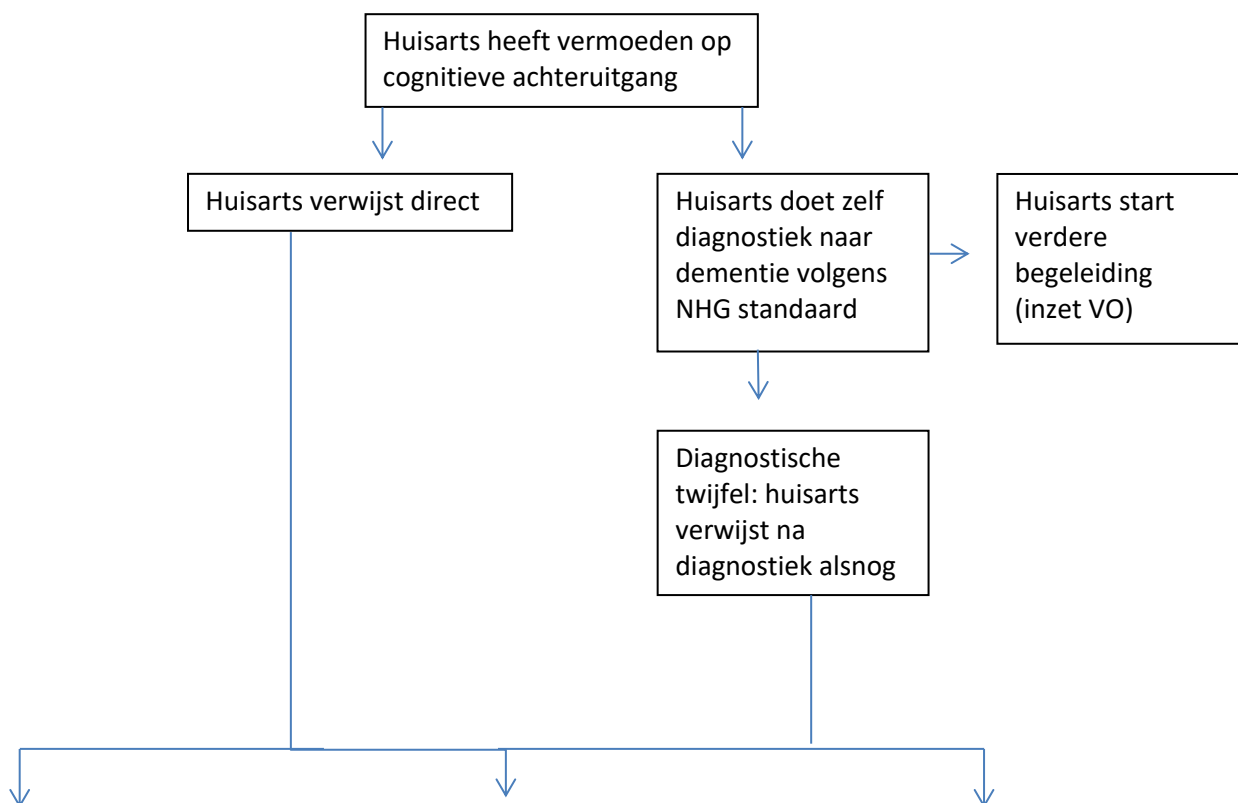 Huisarts heeft vermoeden op
cognitieve achteruitgang
Huisarts verwijst direct
Huisarts doet zelf
diagnostiek naar
dementie volgens
NHG standaard
Huisarts start
verdere
begeleiding
(inzet VO)
Diagnostische
twijfel: huisarts
verwijst na
diagnostiek alsnog